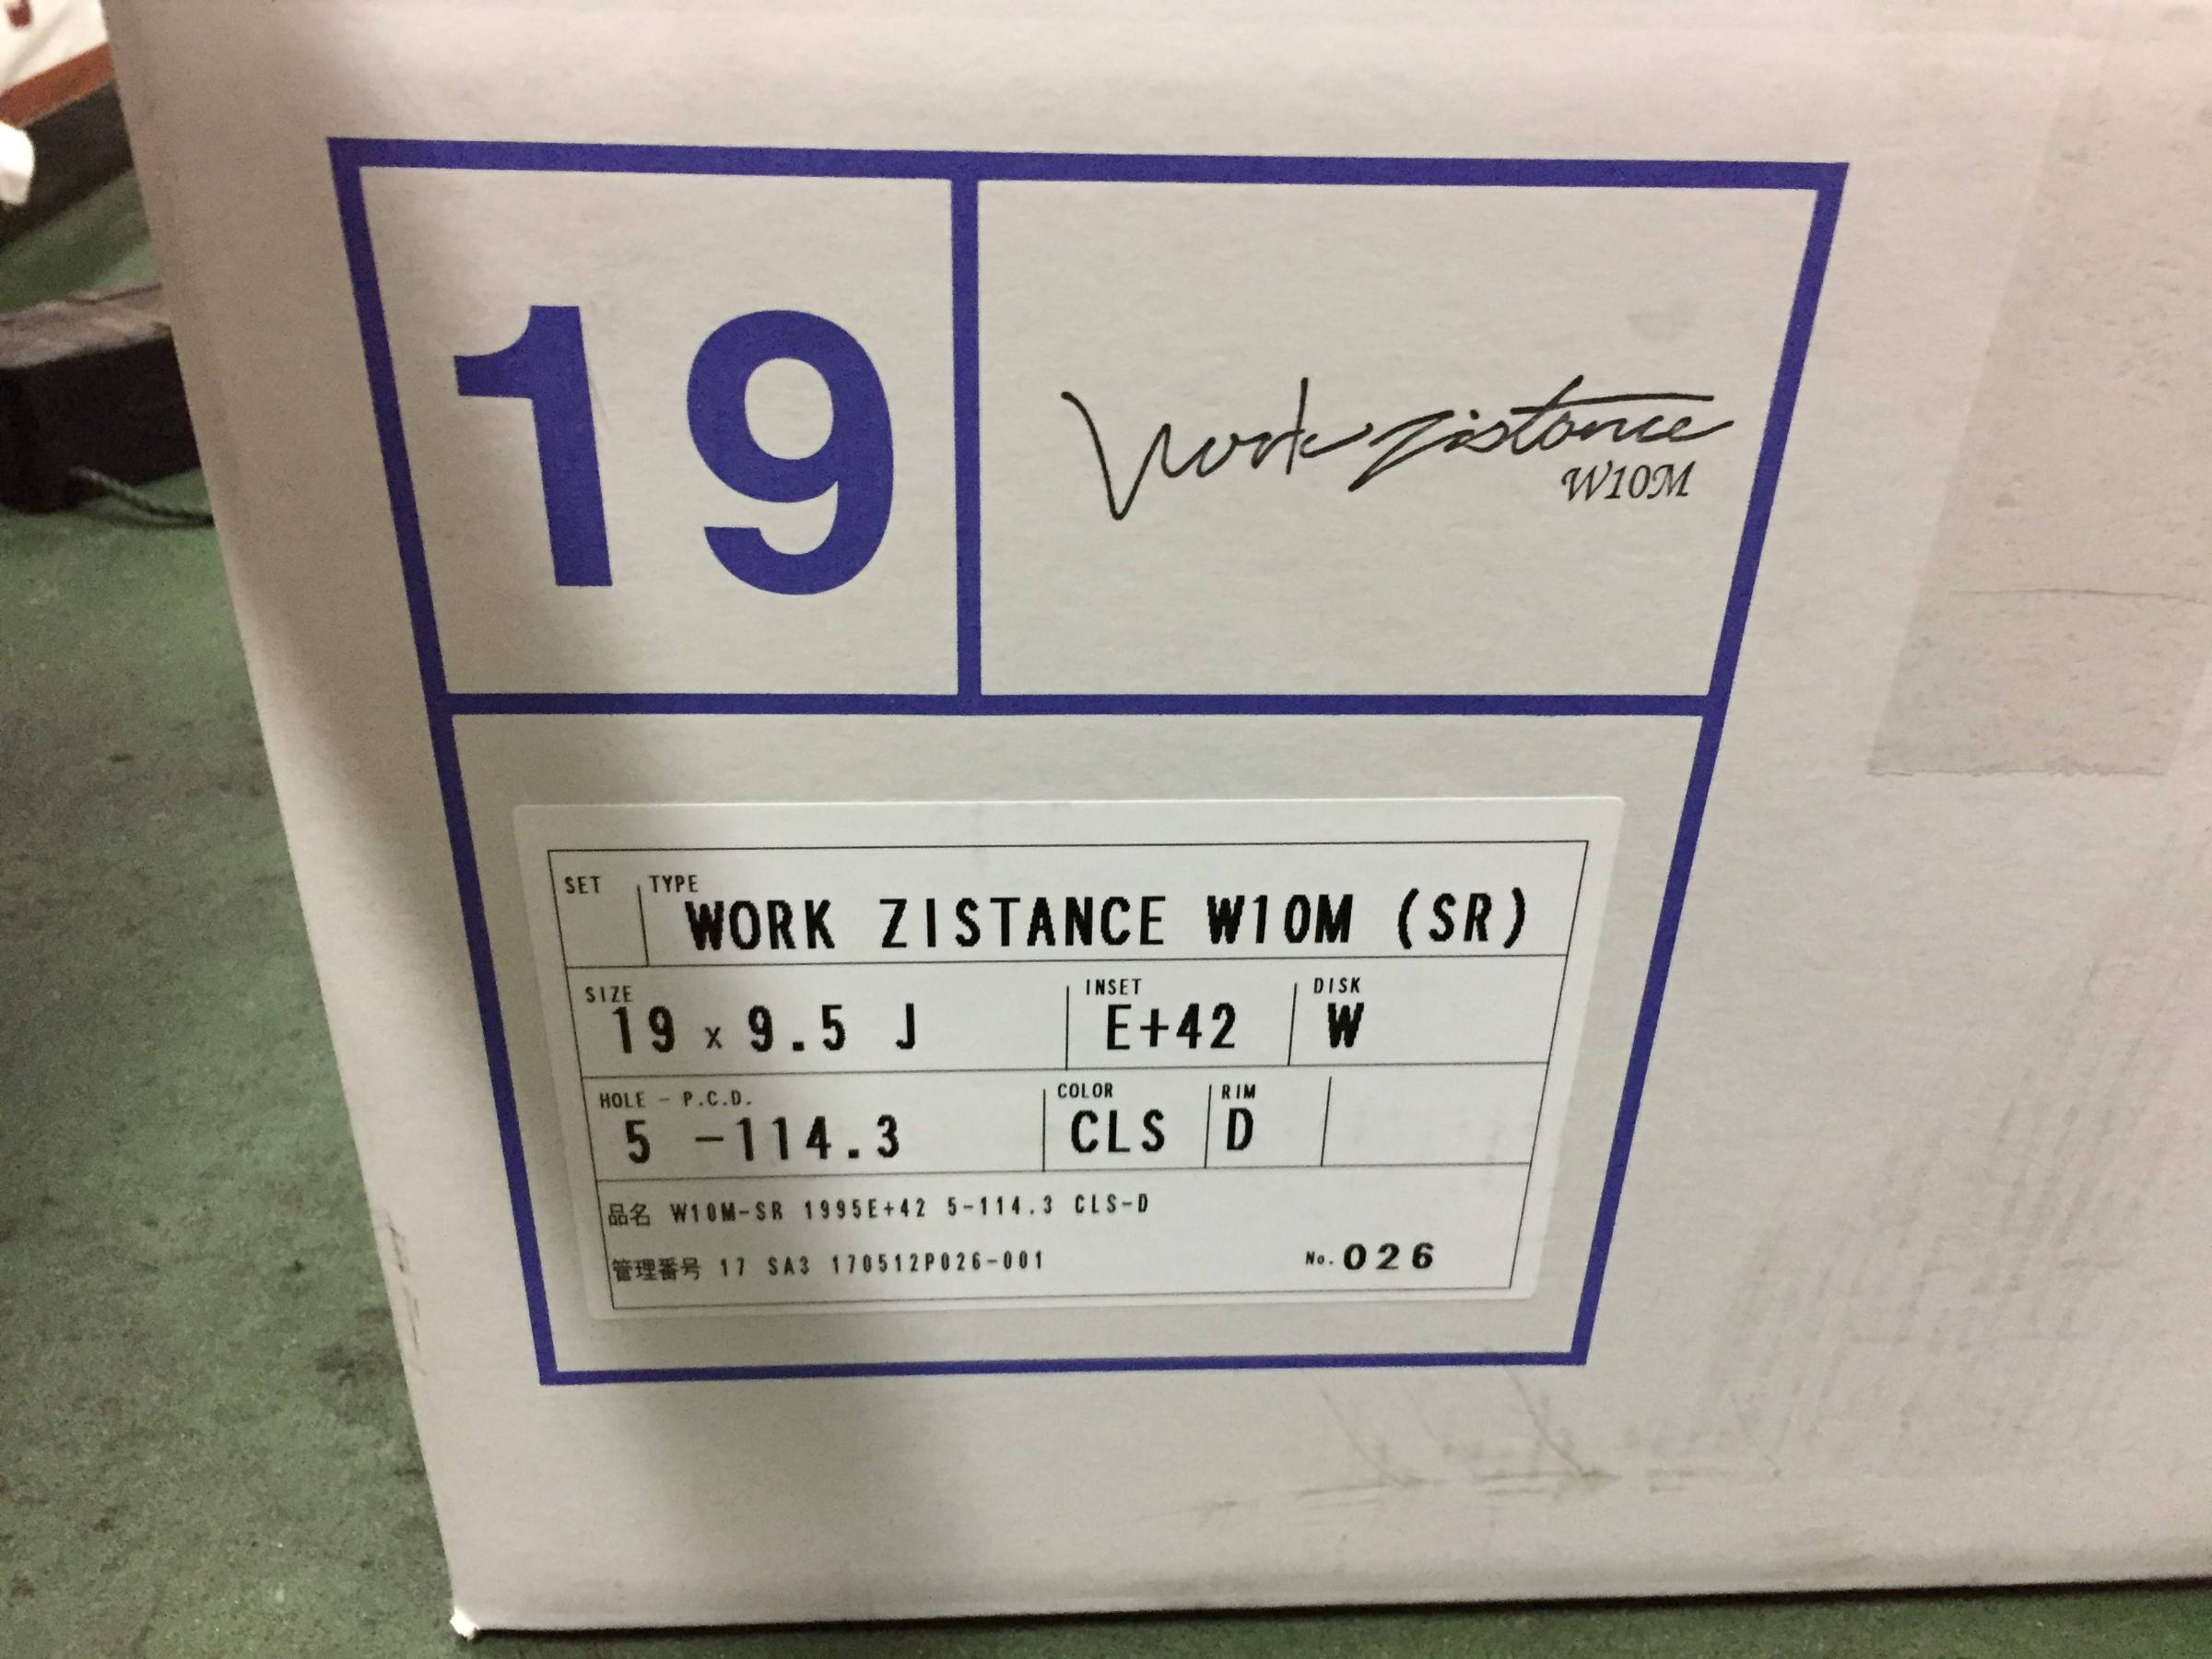 19
Work Zistance
W10M
SET TYPE
WORK ZISTANCE W10M (SR)
SIZE INSET DISK
19 x 9.5 J E+42 W
HOLE - P.C.D. COLOR RIM
5 -114.3 CLS D
品名 W10M-SR 1995E+42 5-114.3 CLS-D
管理番号 17 SA3 170512P026-001 No. 026